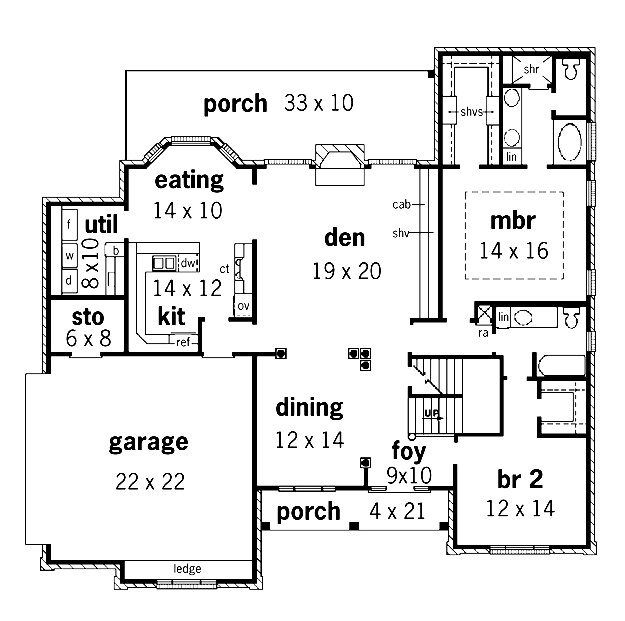 shr
porch 33 x 10
shvs
lin
eating
14 x 10
cab
f
util
8 x 10
w
d
b
mbr
14 x 16
den
19 x 20
shv
dw
ct
14 x 12
kit
ov
ref
sto
6 x 8
lin
ra
UP
dining
12 x 14
garage
22 x 22
foy
9x10
br 2
12 x 14
porch 4 x 21
ledge